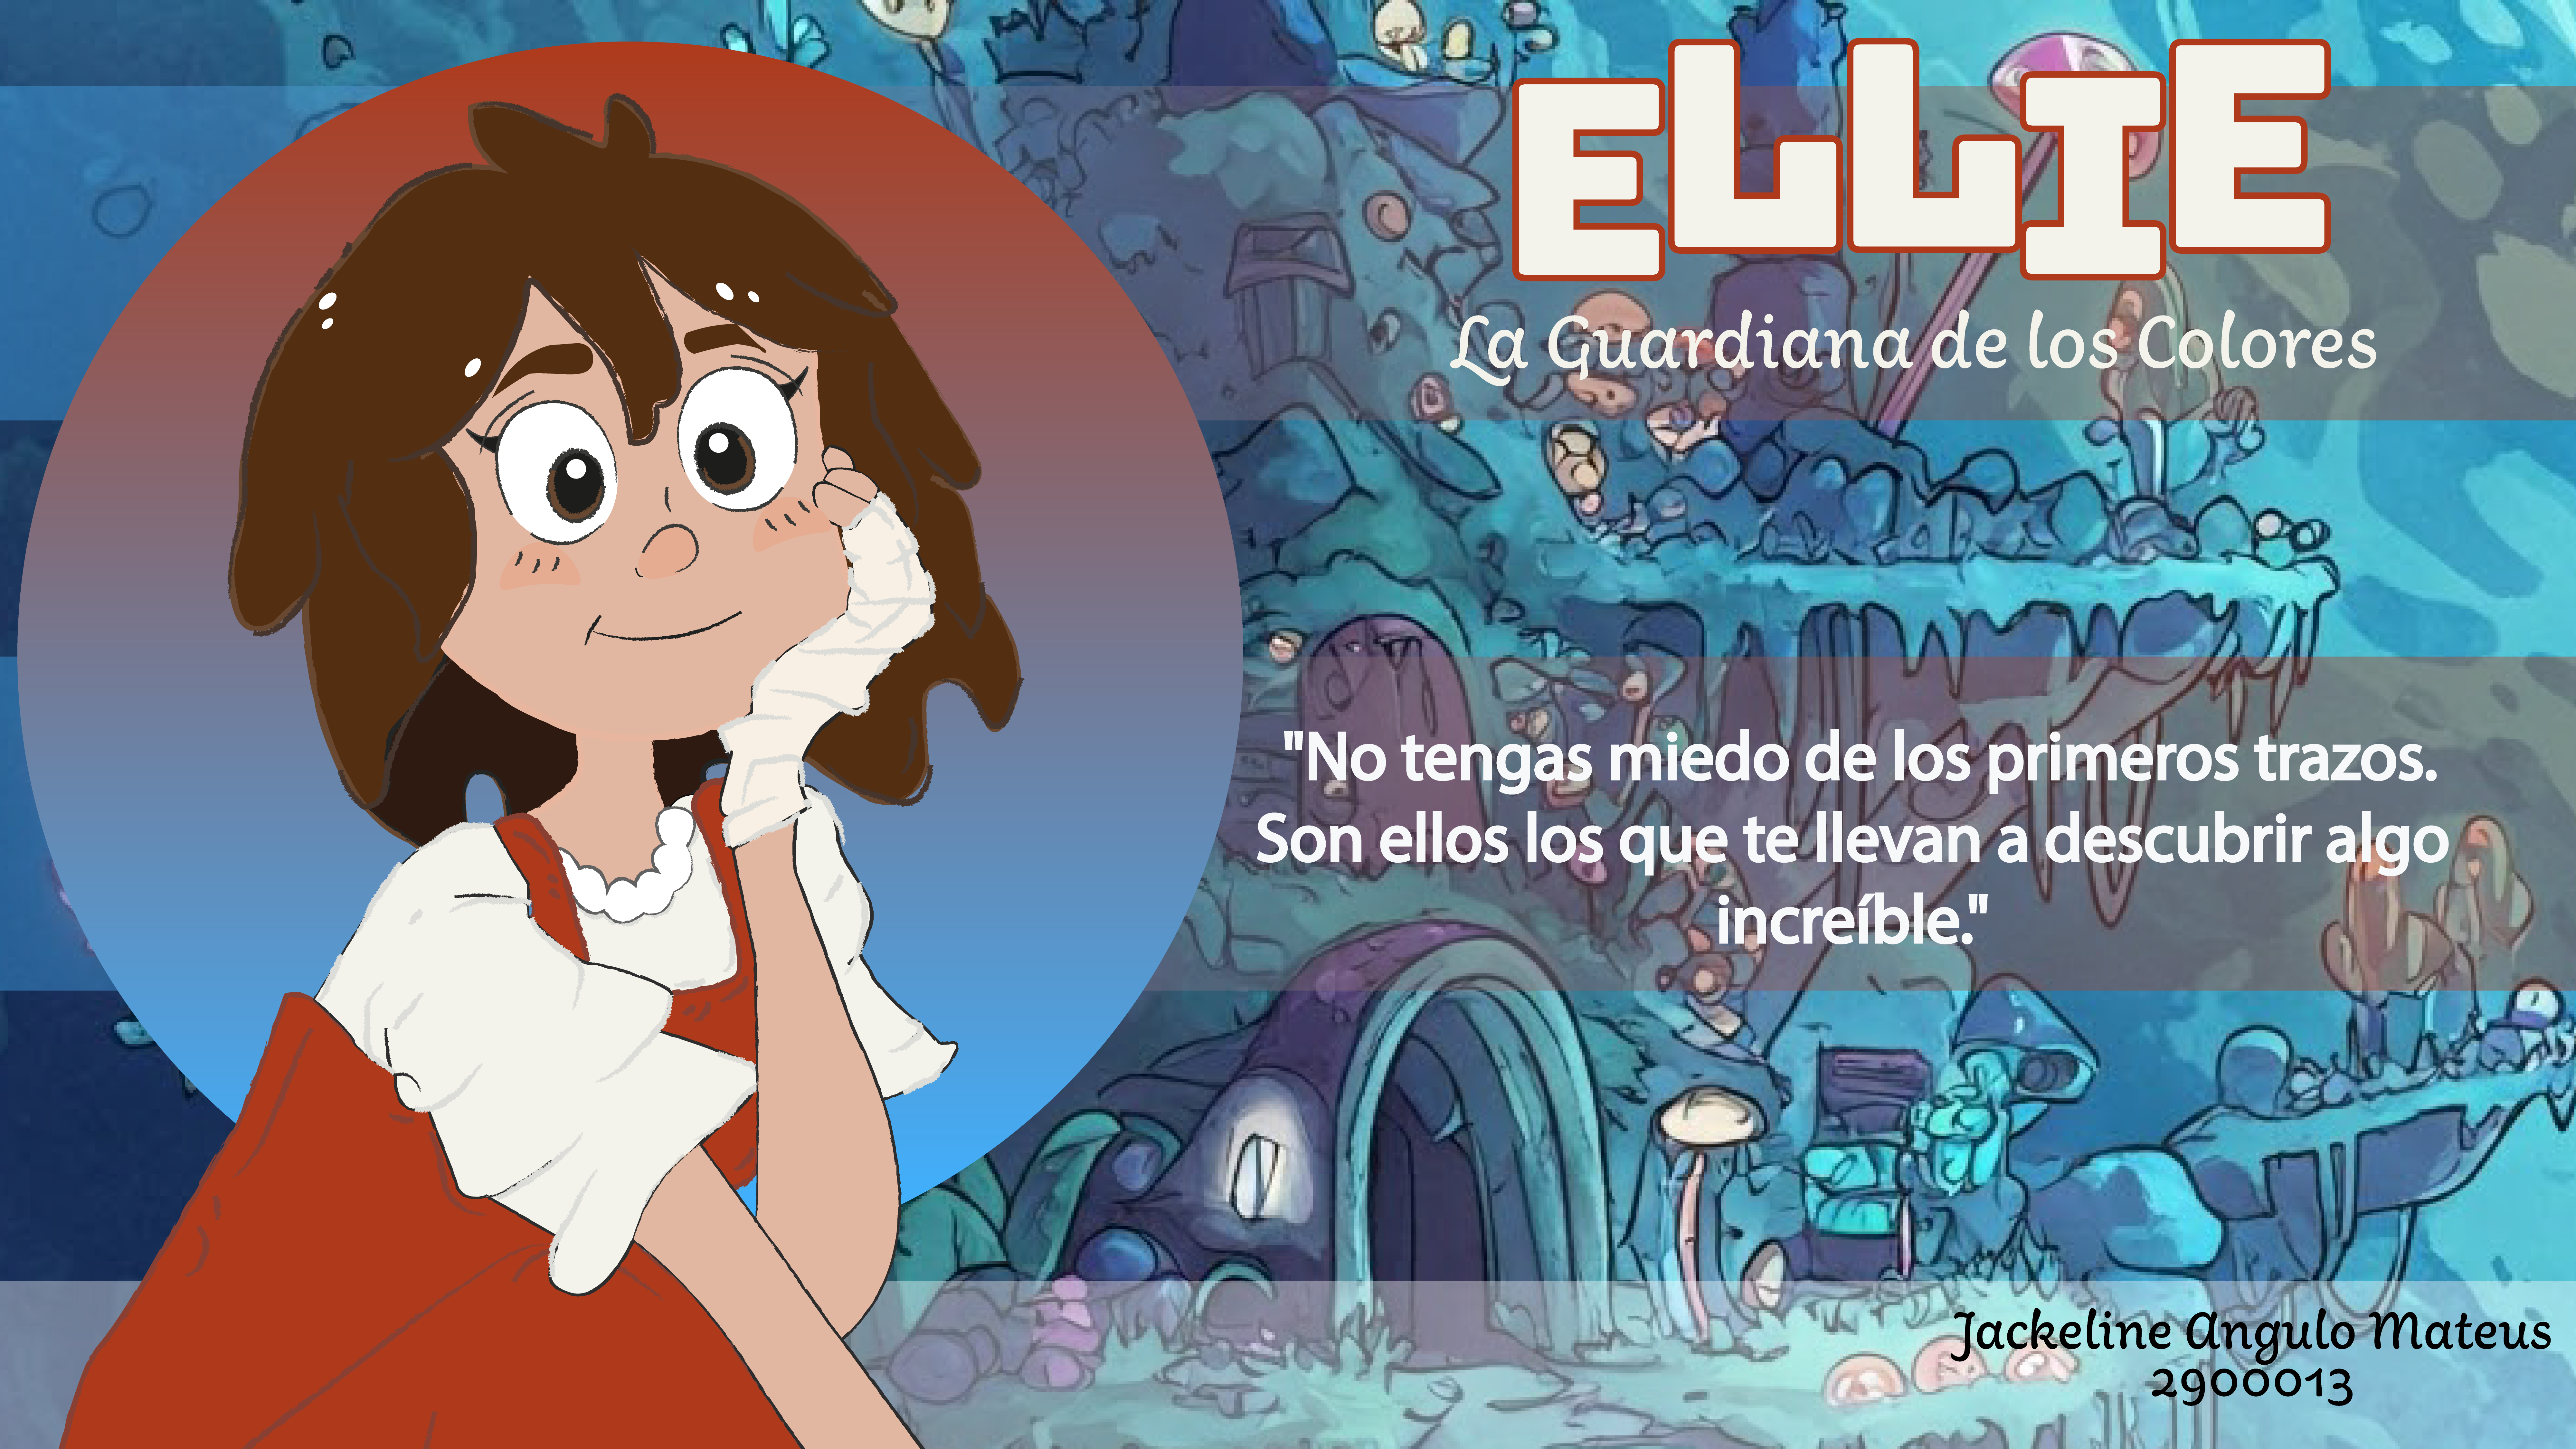 ELLIE
La Guardiana de los Colores
"No tengas miedo de los primeros trazos.
Son ellos los que te llevan a descubrir algo
increíble."
Jackeline Angulo Mateus
2900013